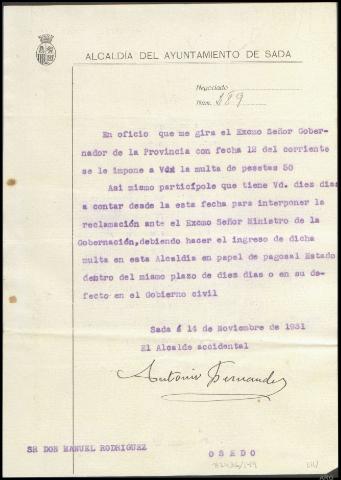 ALCALDÍA DEL AYUNTAMIENTO DE SADA
Negociado
Núm. 189
En oficio que me gira el Excmo Señor Gober-
nador de la Provincia con fecha 12 del corriente
se le impone a Vd la multa de pesetas 50
Asi mismo participole que tiene Vd. diez dias
a contar desde la esta fecha para interponer la
reclamación ante el Excmo Señor Ministro de la
Gobernación, debiendo hacer el ingreso de dicha
multa en esta Alcaldia en papel de pagosal Estado
dentro del mismo plazo de diez dias o en su de-
fecto en el Gobierno civil
Sada á 14 de Noviembre de 1931
El Alcalde accidental
Antonio Fernandez
SR DON MANUEL RODRIGUEZ OSEDO